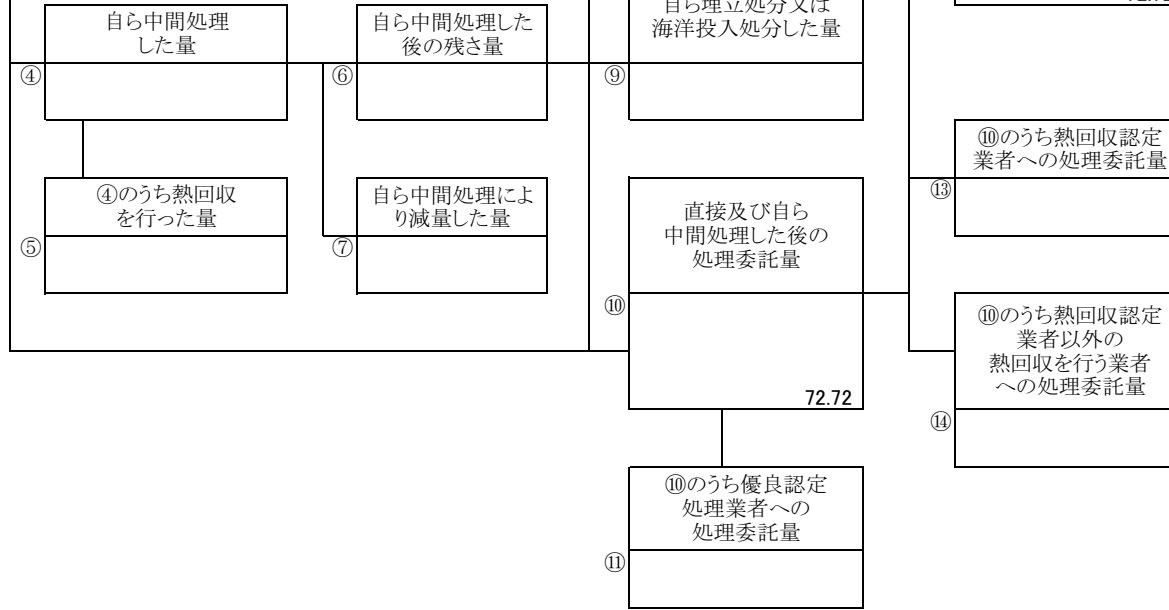 自ら中間処理
した量
④
自ら中間処理した
後の残さ量
⑥
自ら埋立処分又は
海洋投入処分した量
⑨
④のうち熱回収
を行った量
⑤
自ら中間処理によ
り減量した量
⑦
直接及び自ら
中間処理した後の
処理委託量
⑩
72.72
⑩のうち優良認定
処理業者への
処理委託量
⑪
⑩のうち熱回収認定
業者への処理委託量
⑬
⑩のうち熱回収認定
業者以外の
熱回収を行う業者
への処理委託量
⑭